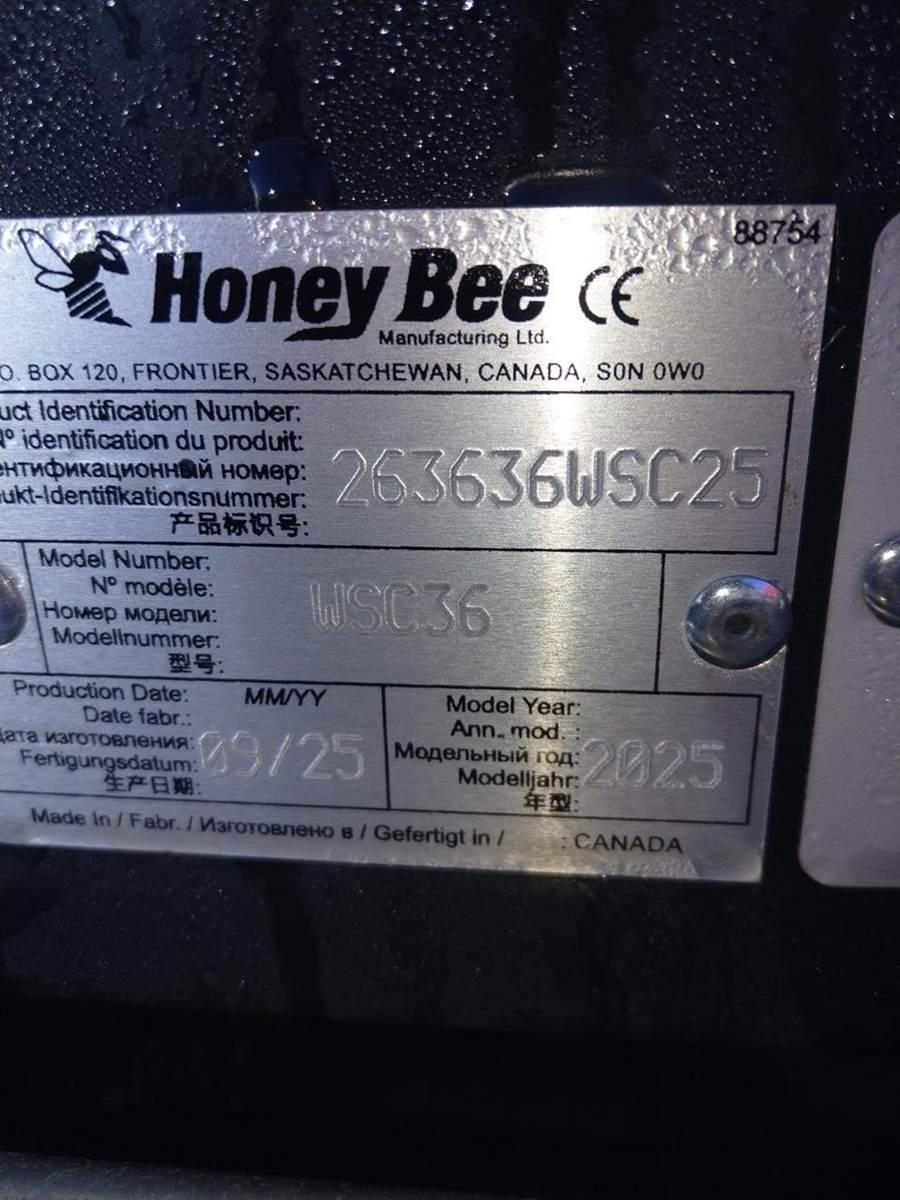 88754
Honey Bee CE
Manufacturing Ltd.
O. BOX 120, FRONTIER, SASKATCHEWAN, CANADA, S0N 0W0
uct Identification Number:
Nº identification du produit:
ентификационный номер:
ukt-Identifikationsnummer:
产品标识号:
263636WSC25
Model Number:
Nº modèle:
Номер модели:
Modellnummer:
型号:
WSC36
Production Date: MM/YY
Date fabr.:
Дата изготовления:
Fertigungsdatum:
生产日期:
09/25
Model Year:
Ann. mod. :
Модельный год:
Modelljahr:
年型:
2025
Made In / Fabr. / Изготовлено в / Gefertigt in / : CANADA